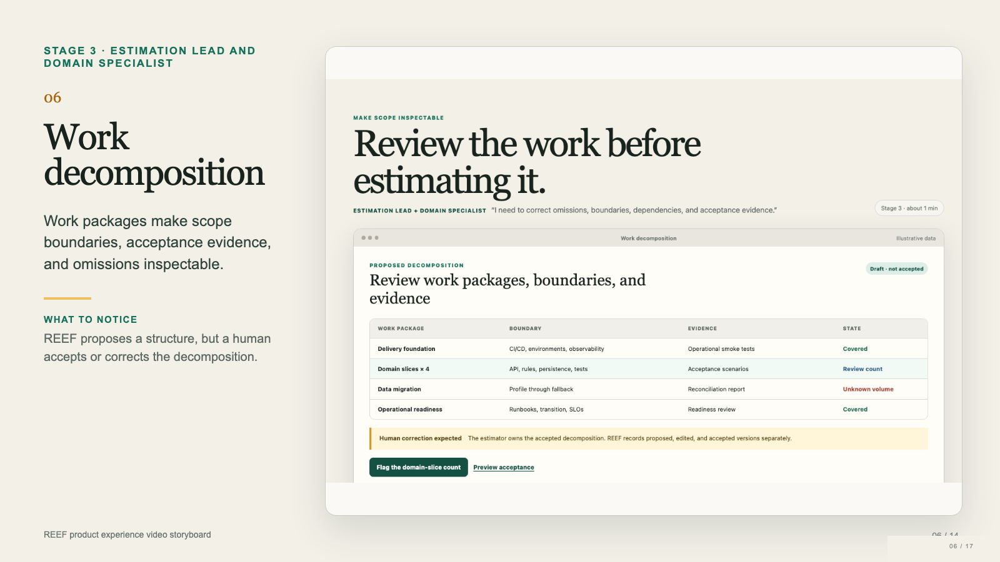 STAGE 3 · ESTIMATION LEAD AND
DOMAIN SPECIALIST
06
Work
decomposition
Work packages make scope
boundaries, acceptance evidence,
and omissions inspectable.
WHAT TO NOTICE
REEF proposes a structure, but a human
accepts or corrects the decomposition.
MAKE SCOPE INSPECTABLE
Review the work before
estimating it.
ESTIMATION LEAD + DOMAIN SPECIALIST “I need to correct omissions, boundaries, dependencies, and acceptance evidence.”
Stage 3 · about 1 min
Work decomposition
Illustrative data
PROPOSED DECOMPOSITION
Draft · not accepted
Review work packages, boundaries, and
evidence
WORK PACKAGE BOUNDARY EVIDENCE STATE
Delivery foundation CI/CD, environments, observability Operational smoke tests Covered
Domain slices × 4 API, rules, persistence, tests Acceptance scenarios Review count
Data migration Profile through fallback Reconciliation report Unknown volume
Operational readiness Runbooks, transition, SLOs Readiness review Covered
Human correction expected The estimator owns the accepted decomposition. REEF records proposed, edited, and accepted versions separately.
Flag the domain-slice count Preview acceptance
REEF product experience video storyboard
06 / 14
06 / 17